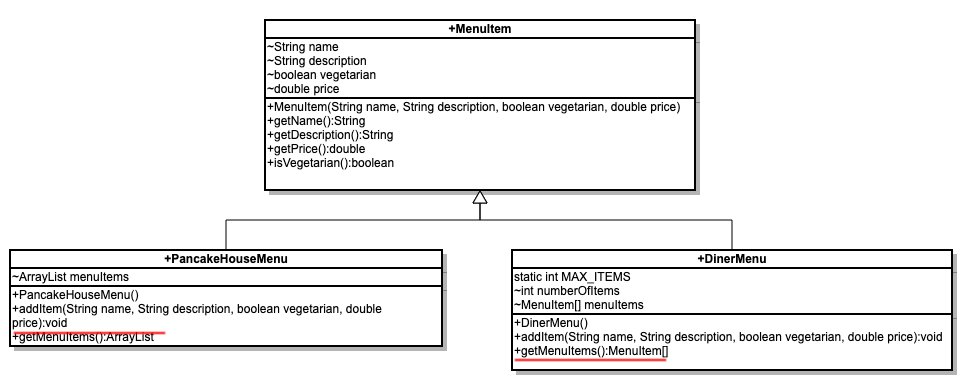 +MenuItem
~String name
~String description
~boolean vegetarian
~double price
+MenuItem(String name, String description, boolean vegetarian, double price)
+getName():String
+getDescription():String
+getPrice():double
+isVegetarian():boolean
+PancakeHouseMenu
~ArrayList menuItems
+PancakeHouseMenu()
+addItem(String name, String description, boolean vegetarian, double
price):void
+getMenuItems():ArrayList
+DinerMenu
static int MAX_ITEMS
~int numberOfItems
~MenuItem[] menuItems
+DinerMenu()
+addItem(String name, String description, boolean vegetarian, double price):void
+getMenuItems():MenuItem[]